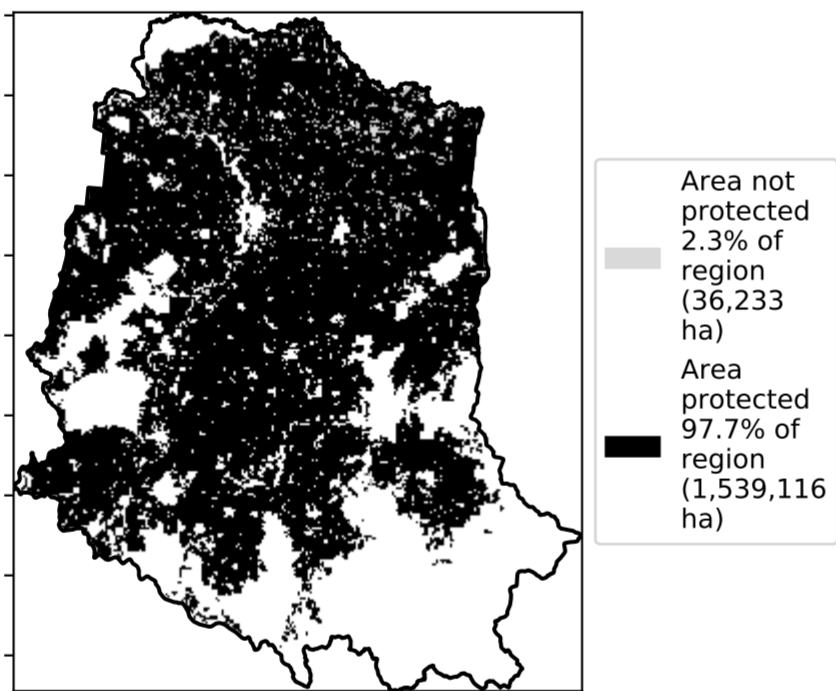 Area not
protected
2.3% of
region
(36,233
ha)
Area
protected
97.7% of
region
(1,539,116
ha)